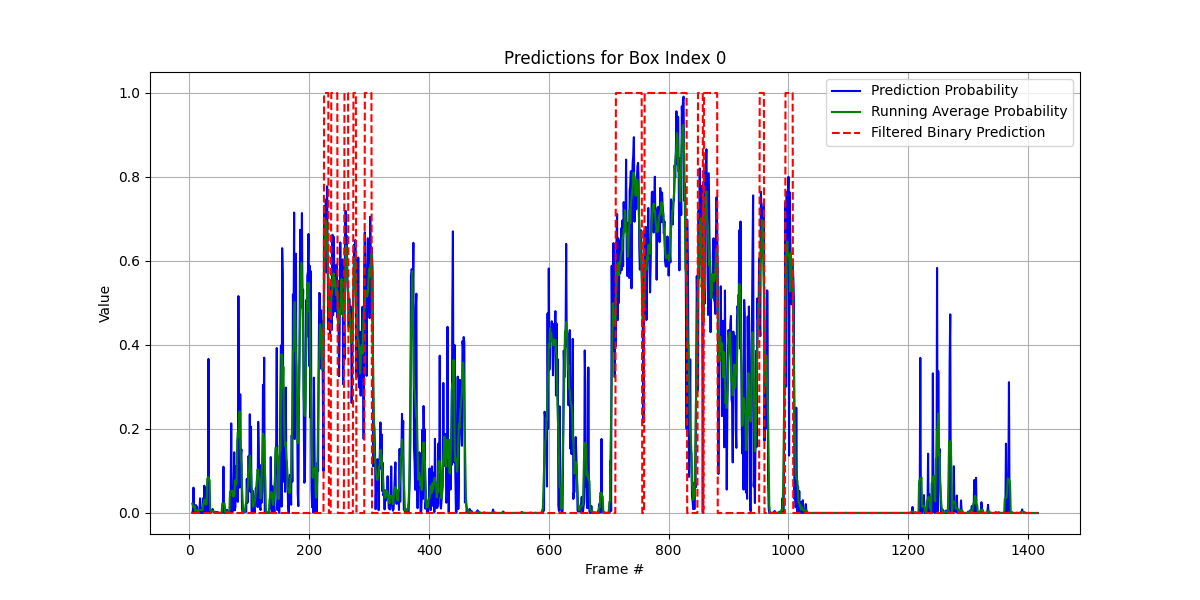 Predictions for Box Index 0
Prediction Probability
Running Average Probability
Filtered Binary Prediction
Value
1.0
0.8
0.6
0.4
0.2
0.0
0 200 400 600 800 1000 1200 1400
Frame #